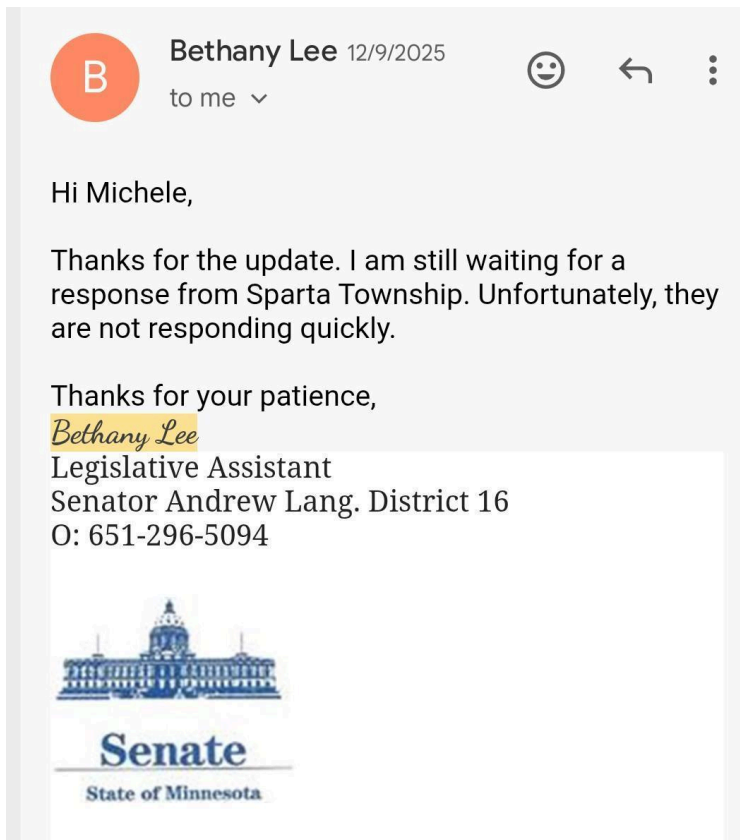 B
Bethany Lee 12/9/2025
to me
Hi Michele,
Thanks for the update. I am still waiting for a
response from Sparta Township. Unfortunately, they
are not responding quickly.
Thanks for your patience,
Bethany Lee
Legislative Assistant
Senator Andrew Lang. District 16
O: 651-296-5094
Senate
State of Minnesota